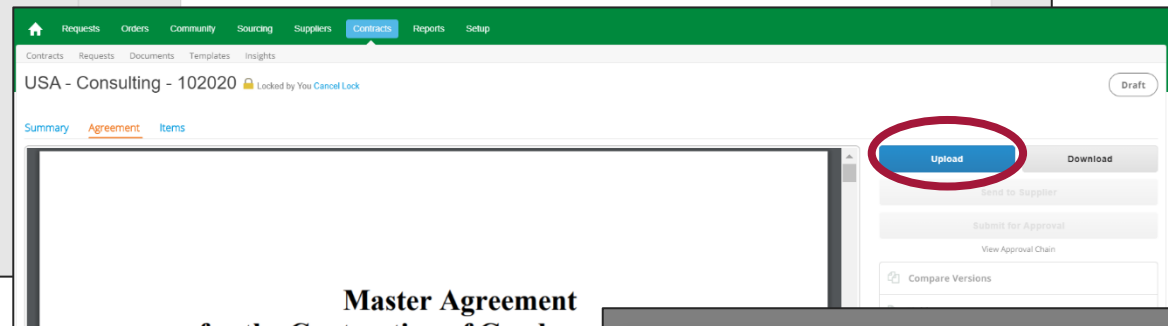 Requests Orders Community Sourcing Suppliers Contracts Reports Setup
Contracts Requests Documents Templates Insights
USA - Consulting - 102020 Locked by You Cancel Lock
Draft
Summary Agreement Items
Upload Download
Send to Supplier
Submit for Approval
View Approval Chain
Compare Versions
Master Agreement